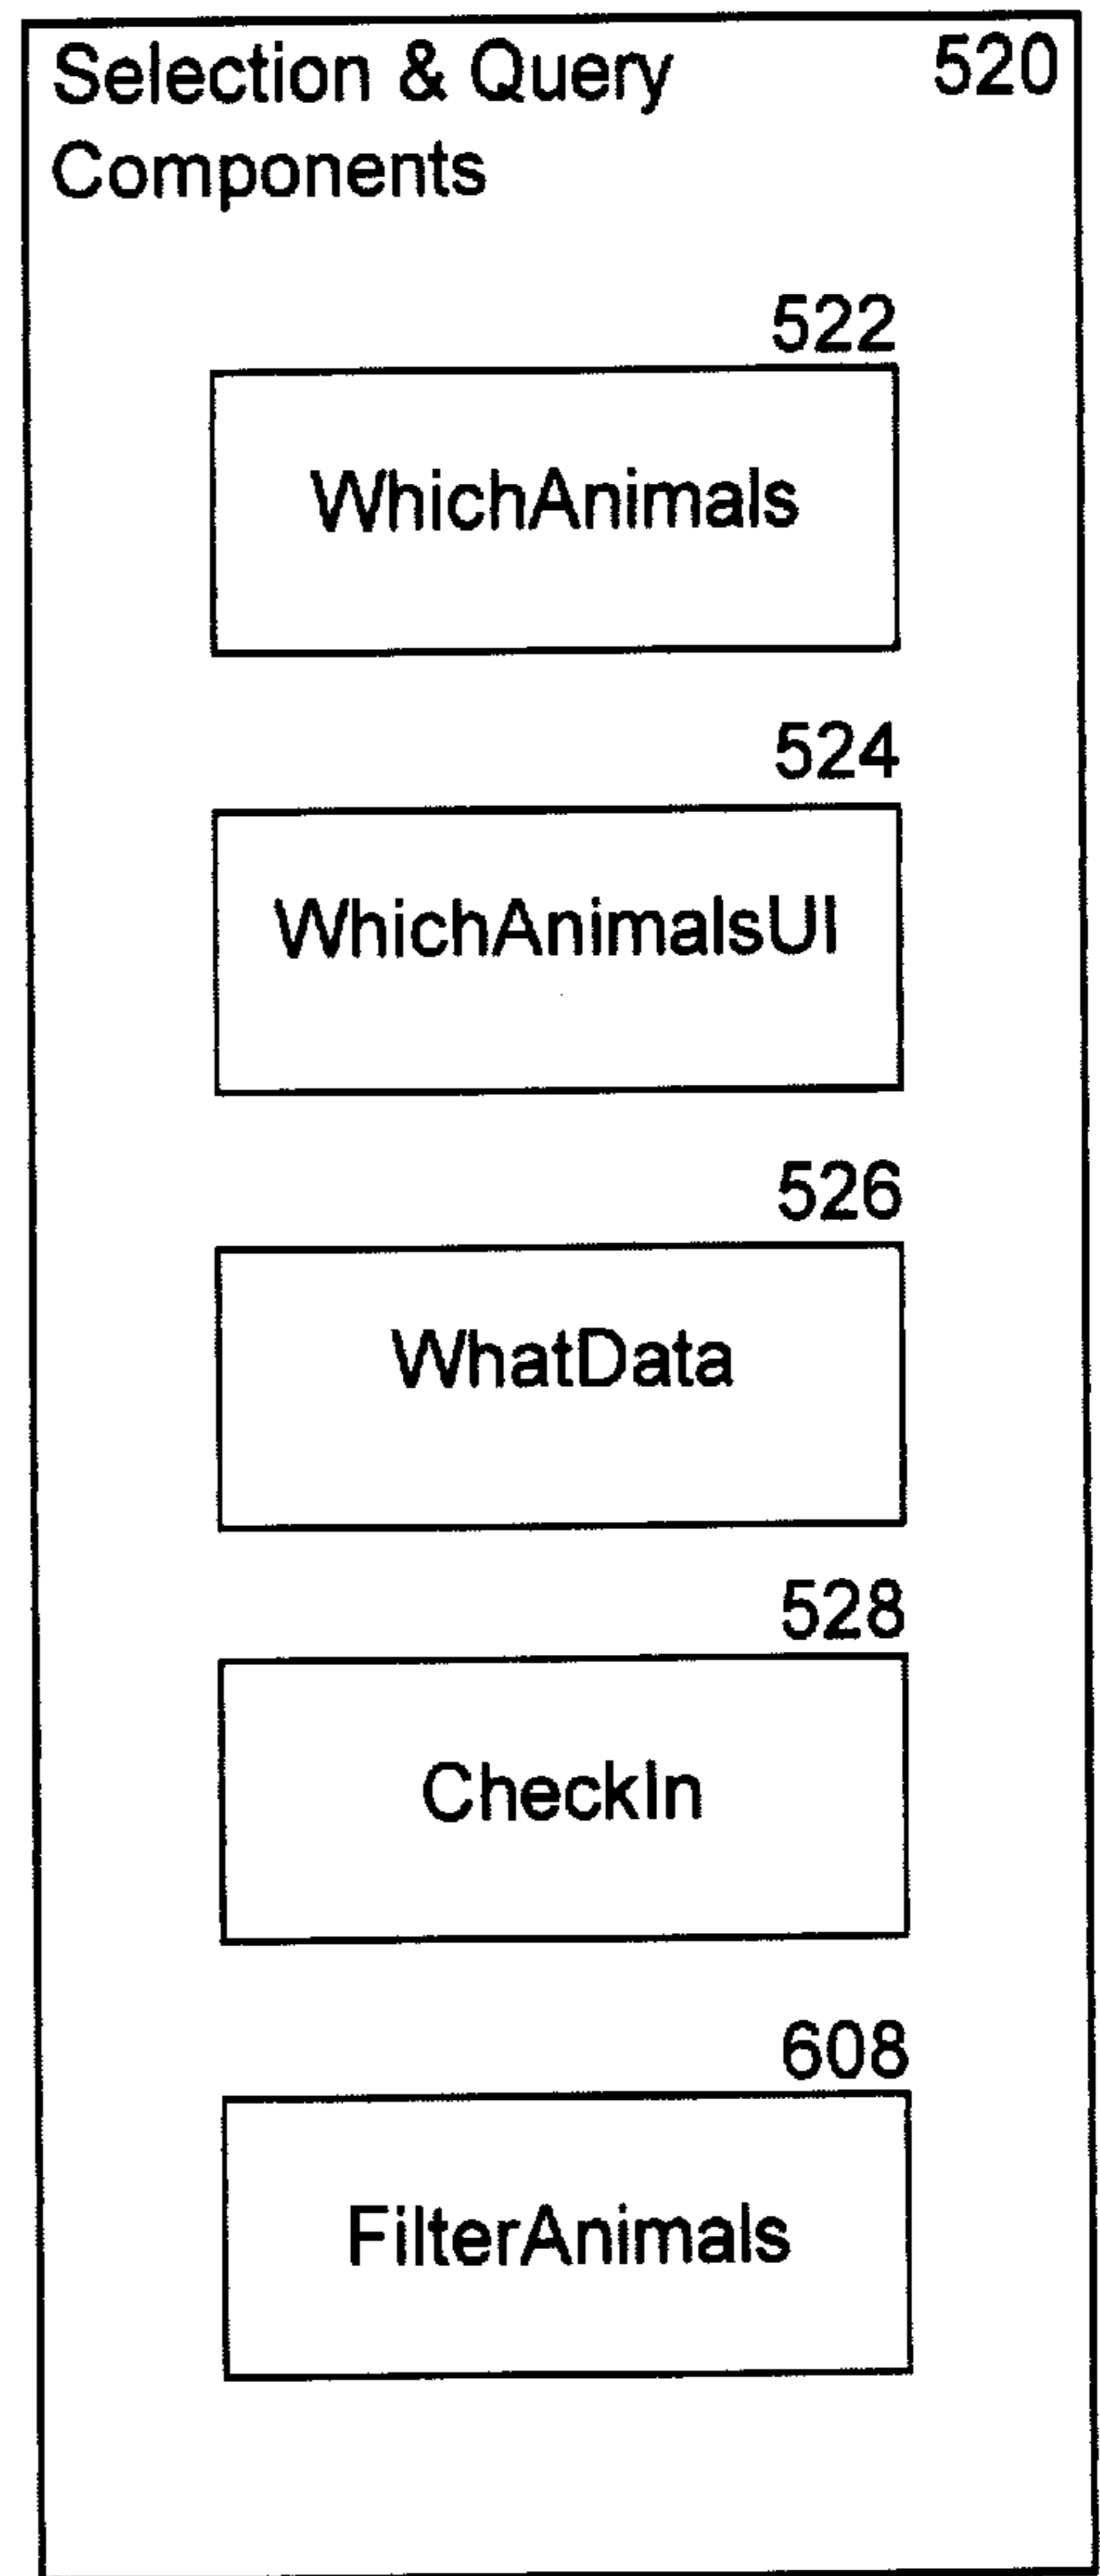 Selection & Query 520
Components
522
WhichAnimals
524
WhichAnimalsUI
526
WhatData
528
CheckIn
608
FilterAnimals